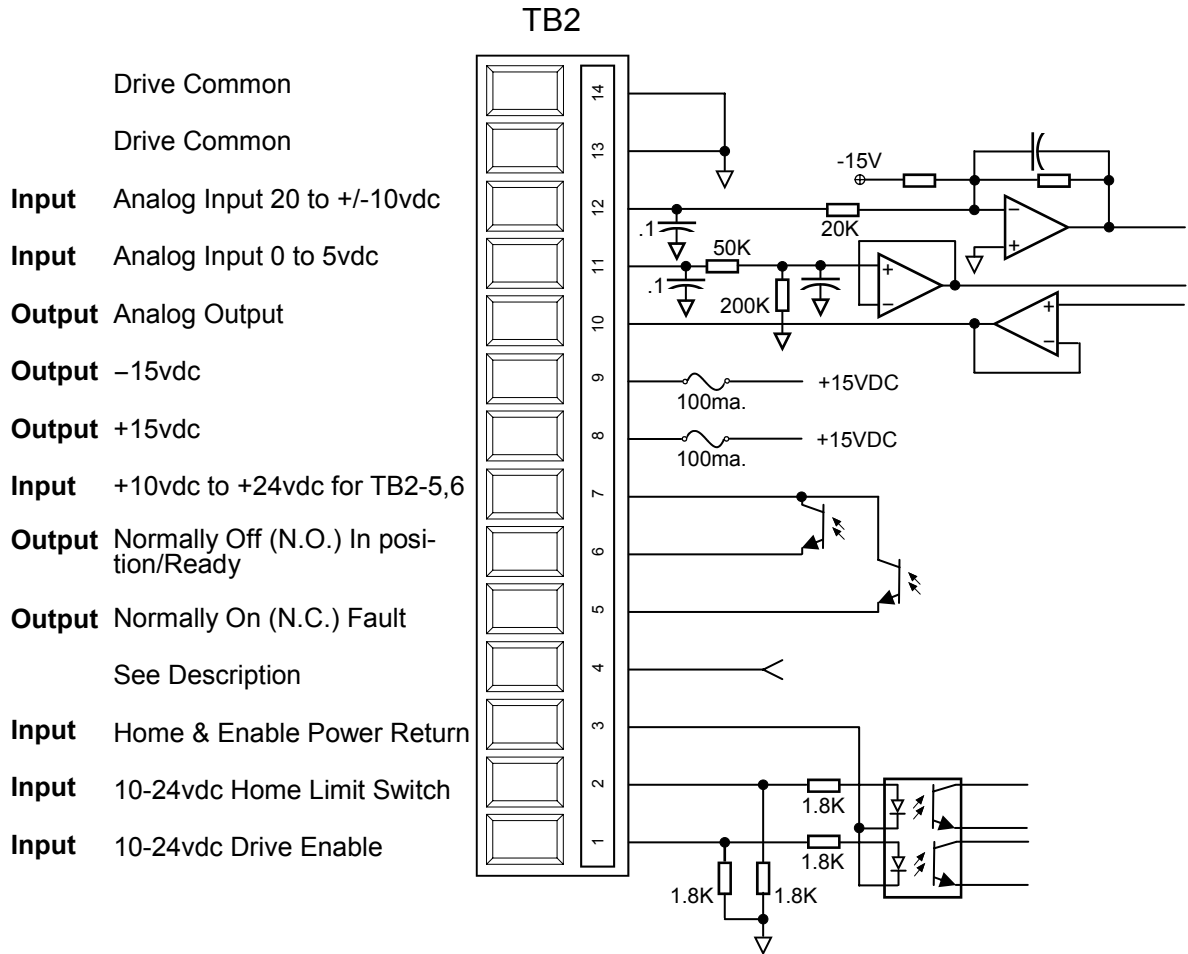 TB2
Drive Common
14
Drive Common
13
Input Analog Input 20 to +/-10vdc
12
Input Analog Input 0 to 5vdc
11
Output Analog Output
10
Output –15vdc
9
Output +15vdc
8
Input +10vdc to +24vdc for TB2-5,6
7
Output Normally Off (N.O.) In posi-
tion/Ready
6
Output Normally On (N.C.) Fault
5
See Description
4
Input Home & Enable Power Return
3
Input 10-24vdc Home Limit Switch
2
Input 10-24vdc Drive Enable
1
-15V
–
+
.1
20K
50K
+
–
.1
200K
+
–
+15VDC
100ma.
+15VDC
100ma.
1.8K
1.8K
1.8K
1.8K